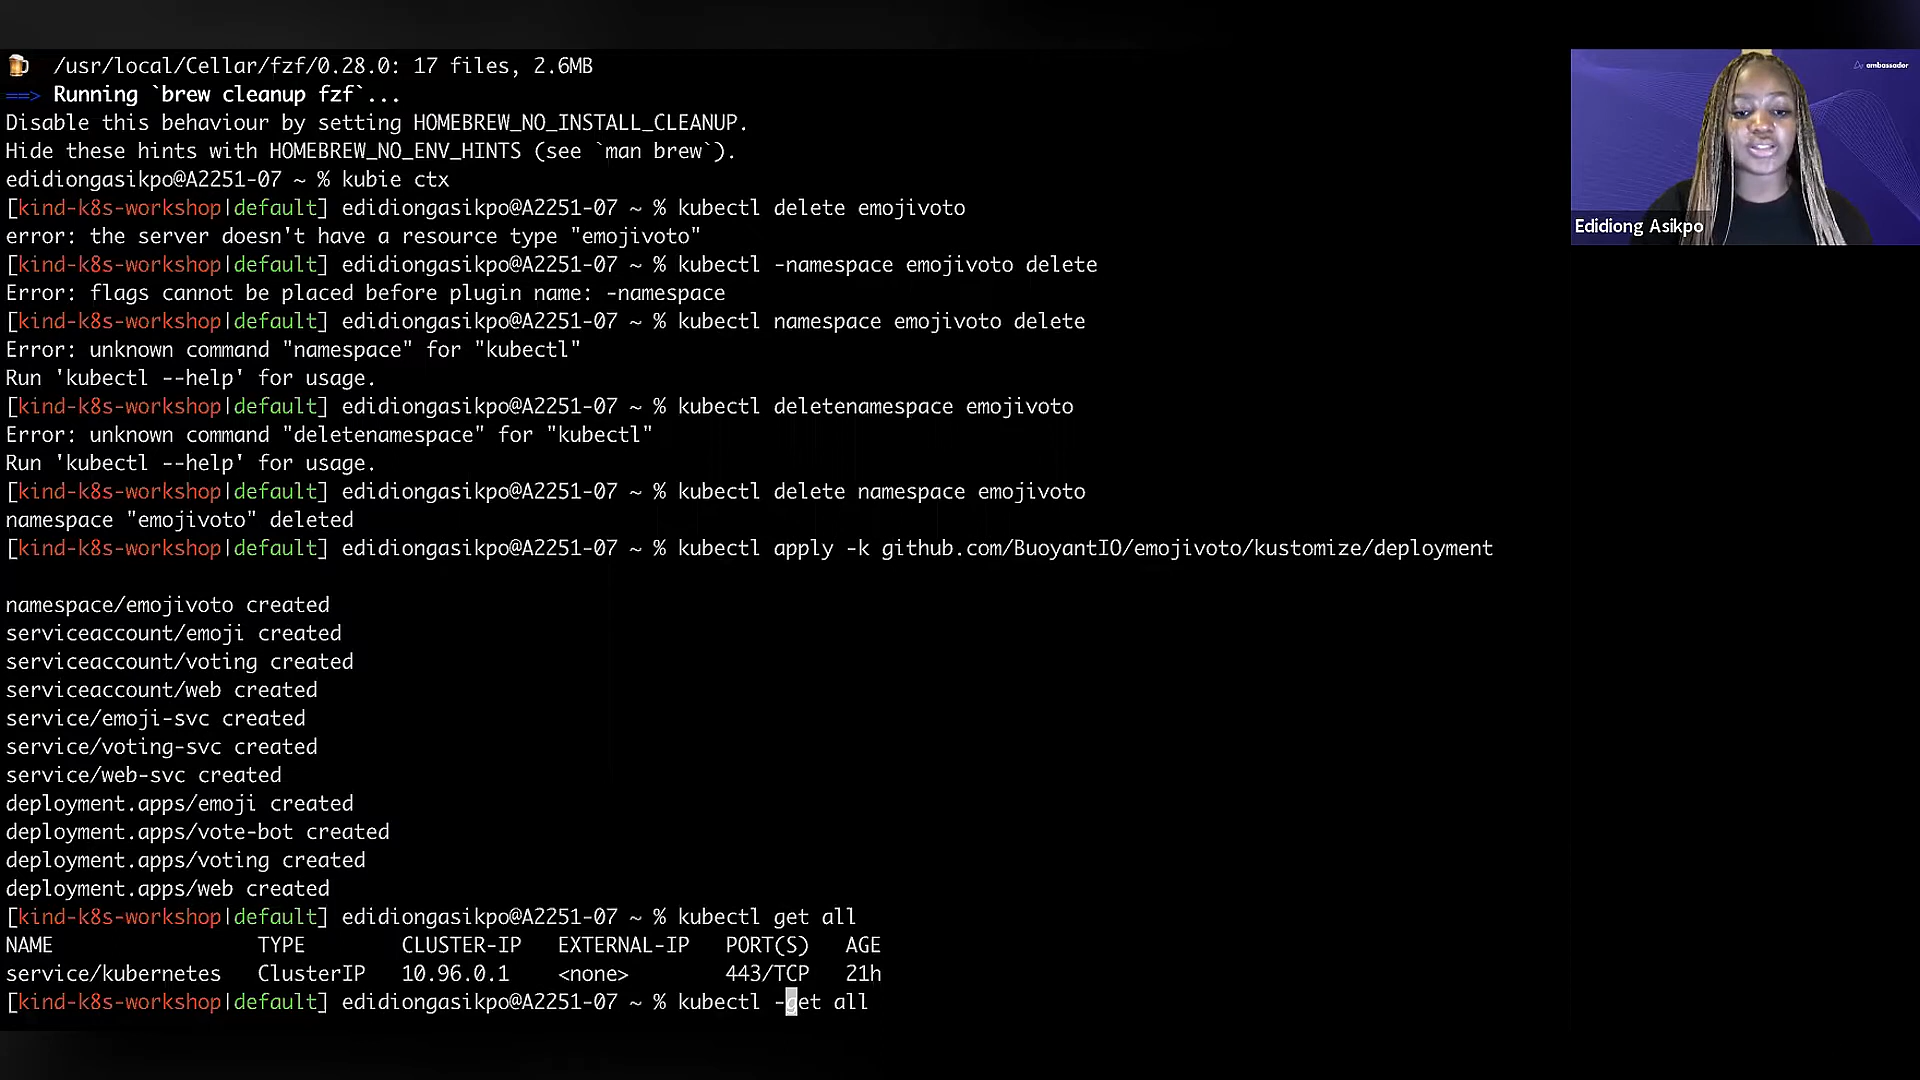 /usr/local/Cellar/fzf/0.28.0: 17 files, 2.6MB
==> Running `brew cleanup fzf`...
Disable this behaviour by setting HOMEBREW_NO_INSTALL_CLEANUP.
Hide these hints with HOMEBREW_NO_ENV_HINTS (see `man brew`).
edidiongasikpo@A2251-07 ~ % kubie ctx
[kind-k8s-workshop|default] edidiongasikpo@A2251-07 ~ % kubectl delete emojivoto
error: the server doesn't have a resource type "emojivoto"
[kind-k8s-workshop|default] edidiongasikpo@A2251-07 ~ % kubectl -namespace emojivoto delete
Error: flags cannot be placed before plugin name: -namespace
[kind-k8s-workshop|default] edidiongasikpo@A2251-07 ~ % kubectl namespace emojivoto delete
Error: unknown command "namespace" for "kubectl"
Run 'kubectl --help' for usage.
[kind-k8s-workshop|default] edidiongasikpo@A2251-07 ~ % kubectl deletenamespace emojivoto
Error: unknown command "deletenamespace" for "kubectl"
Run 'kubectl --help' for usage.
[kind-k8s-workshop|default] edidiongasikpo@A2251-07 ~ % kubectl delete namespace emojivoto
namespace "emojivoto" deleted
[kind-k8s-workshop|default] edidiongasikpo@A2251-07 ~ % kubectl apply -k github.com/BuoyantIO/emojivoto/kustomize/deployment
namespace/emojivoto created
serviceaccount/emoji created
serviceaccount/voting created
serviceaccount/web created
service/emoji-svc created
service/voting-svc created
service/web-svc created
deployment.apps/emoji created
deployment.apps/vote-bot created
deployment.apps/voting created
deployment.apps/web created
[kind-k8s-workshop|default] edidiongasikpo@A2251-07 ~ % kubectl get all
NAME TYPE CLUSTER-IP EXTERNAL-IP PORT(S) AGE
service/kubernetes ClusterIP 10.96.0.1 <none> 443/TCP 21h
[kind-k8s-workshop|default] edidiongasikpo@A2251-07 ~ % kubectl -get all
ambassador
Edidiong Asikpo